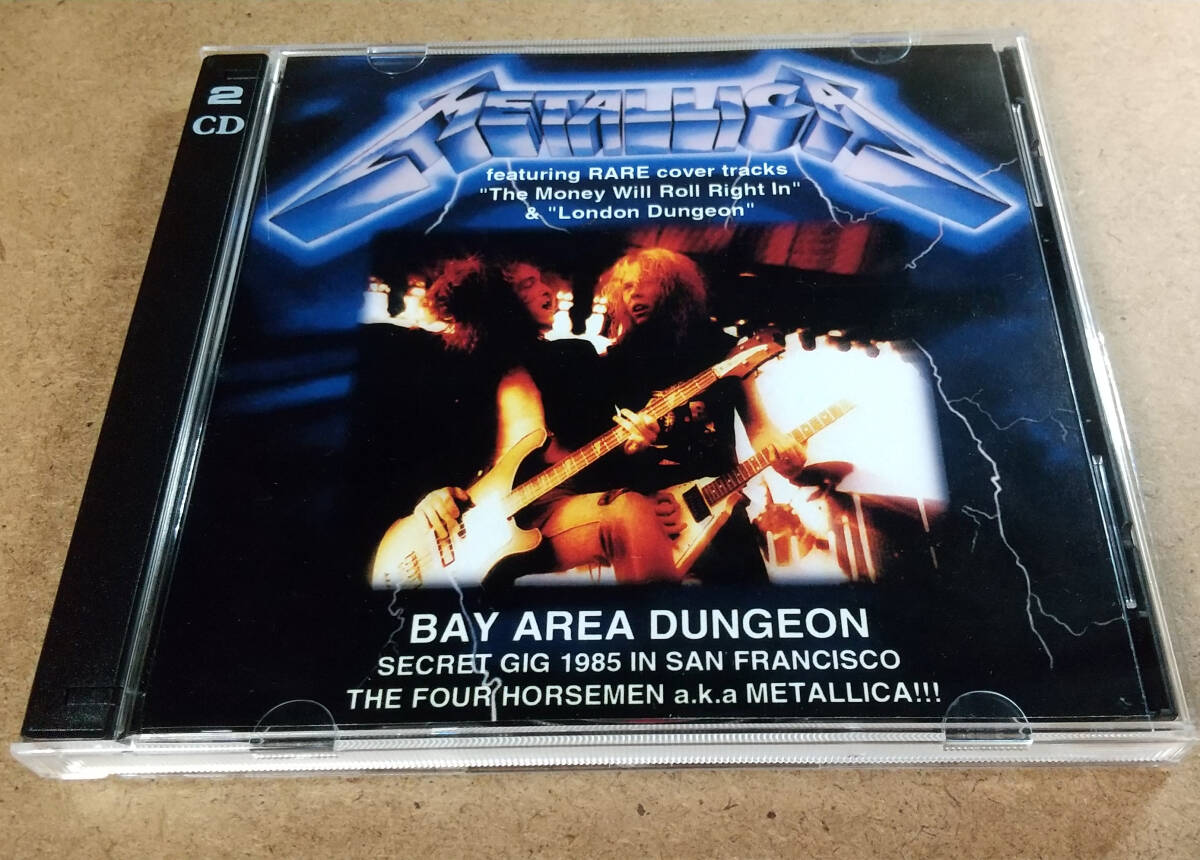 2
CD
METALLICA
featuring RARE cover tracks
"The Money Will Roll Right In"
& "London Dungeon"
BAY AREA DUNGEON
SECRET GIG 1985 IN SAN FRANCISCO
THE FOUR HORSEMEN a.k.a METALLICA!!!